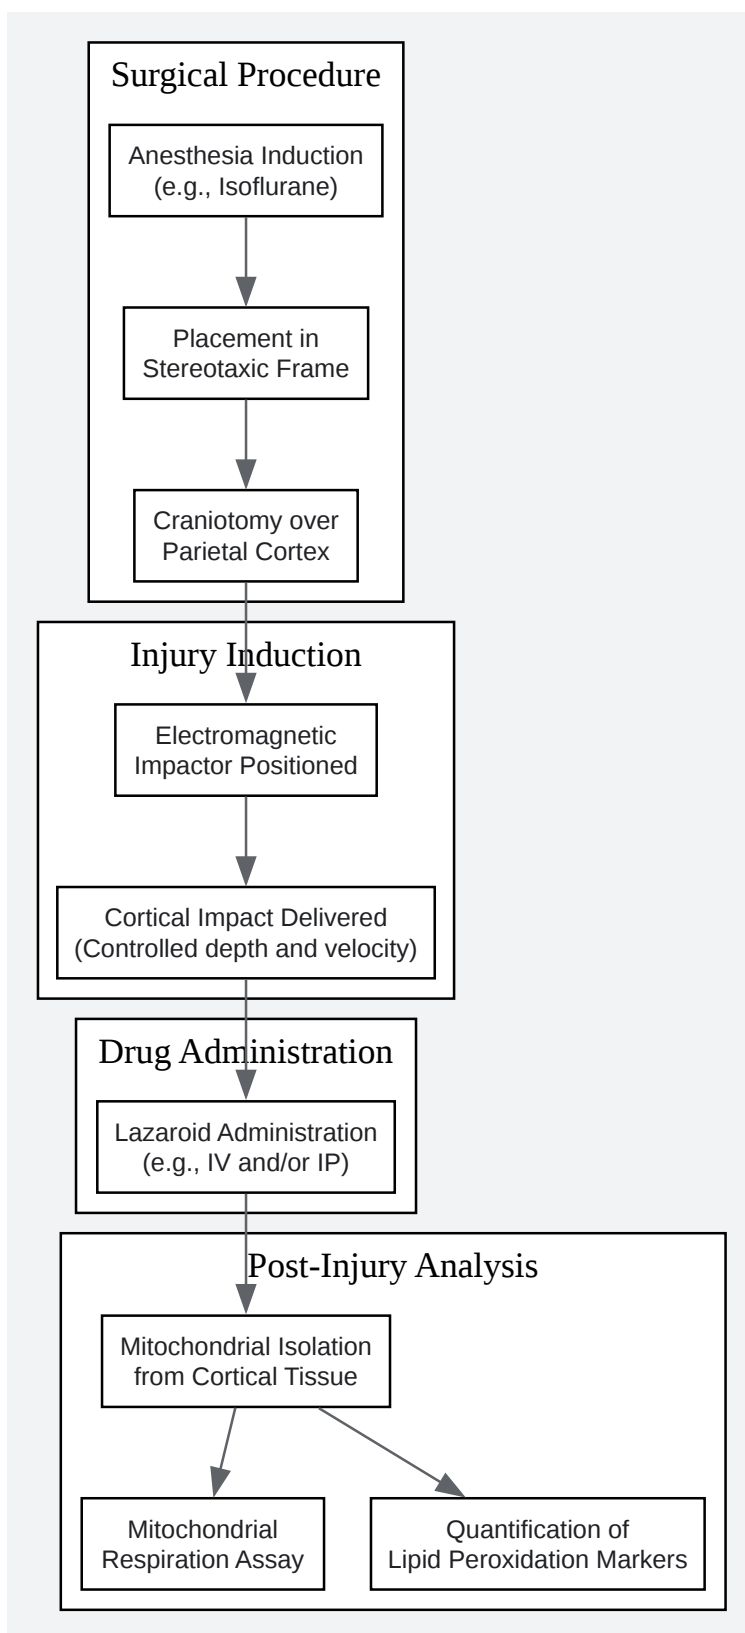 Surgical Procedure
Anesthesia Induction
(e.g., Isoflurane)
Placement in
Stereotaxic Frame
Craniotomy over
Parietal Cortex
Injury Induction
Electromagnetic
Impactor Positioned
Cortical Impact Delivered
(Controlled depth and velocity)
Drug Administration
Lazaroid Administration
(e.g., IV and/or IP)
Post-Injury Analysis
Mitochondrial Isolation
from Cortical Tissue
Mitochondrial
Respiration Assay
Quantification of
Lipid Peroxidation Markers